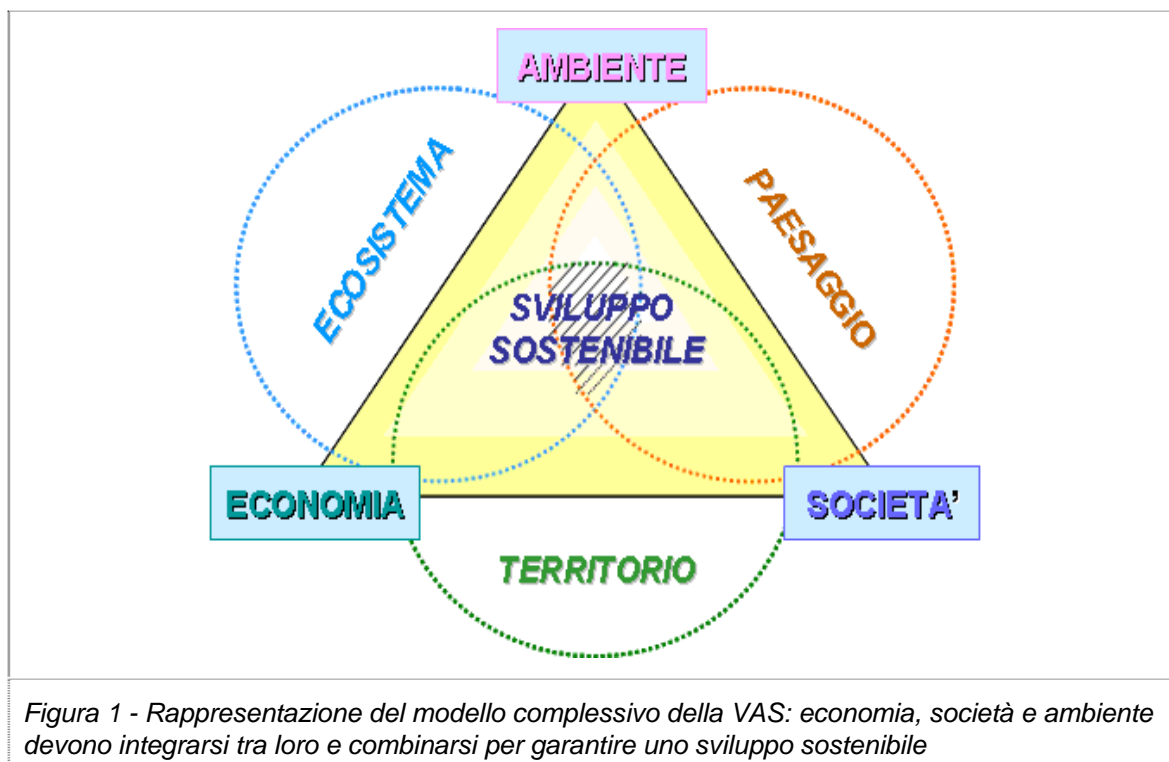 AMBIENTE
ECOSISTEMA
PAESAGGIO
SVILUPPO
SOSTENIBILE
ECONOMIA
SOCIETA'
TERRITORIO
Figura 1 - Rappresentazione del modello complessivo della VAS: economia, società e ambiente
devono integrarsi tra loro e combinarsi per garantire uno sviluppo sostenibile